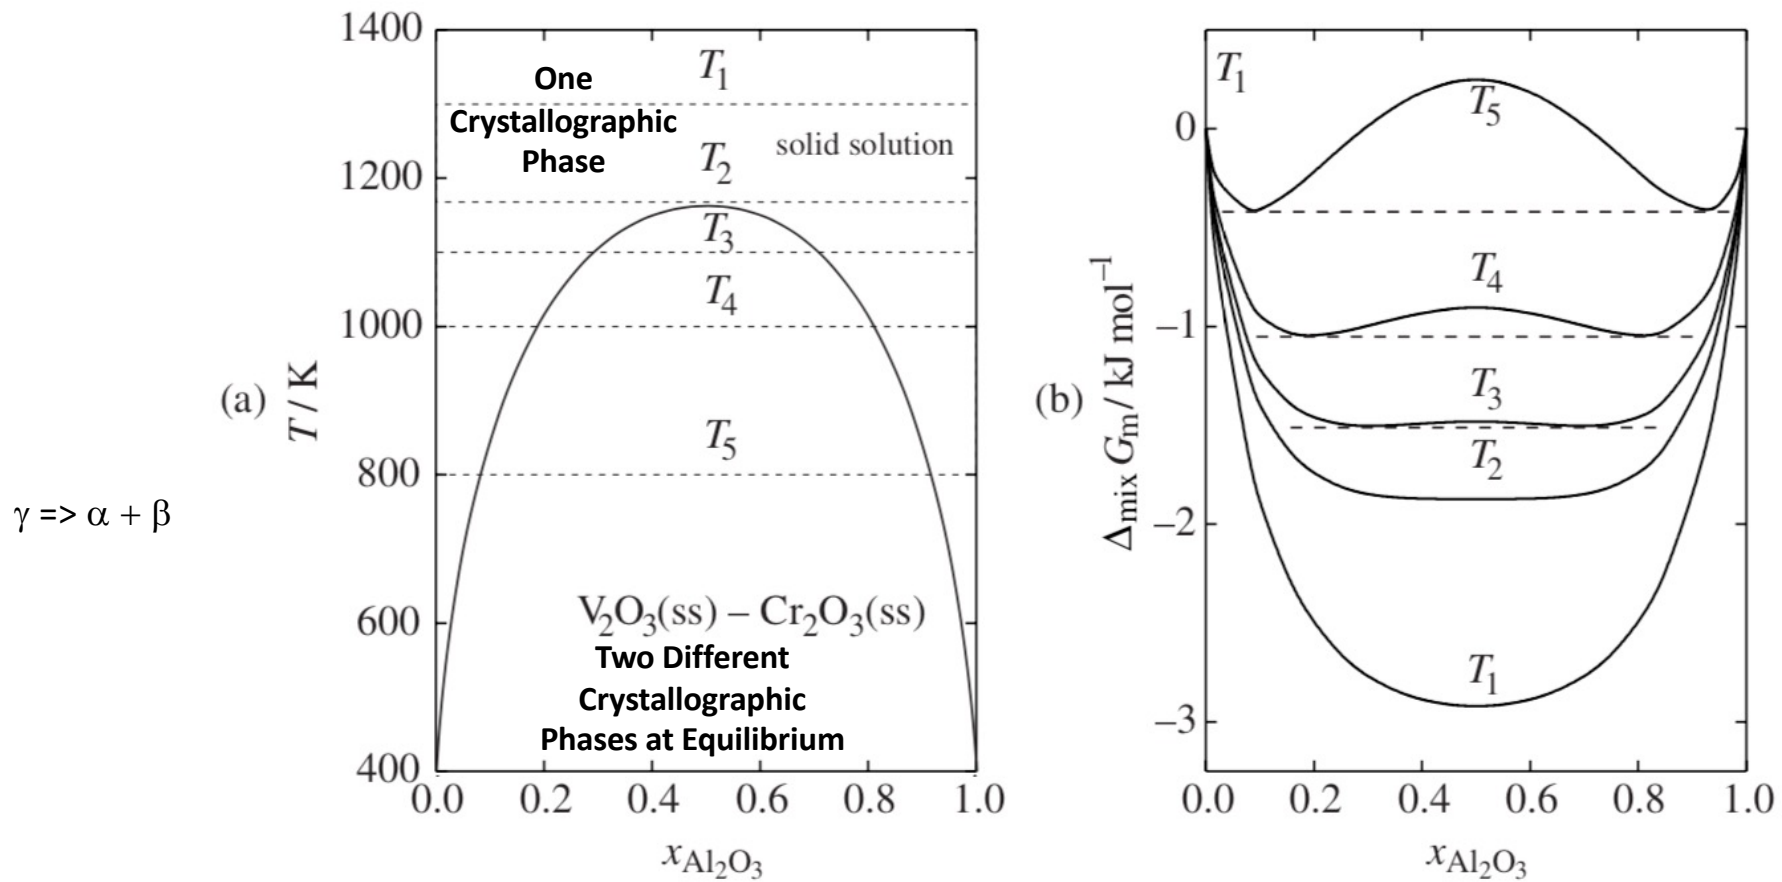 γ => α + β
(a)
T / K
1400
1200
1000
800
600
400
T₁
One
Crystallographic
Phase
solid solution
T₂
T₃
T₄
T₅
V₂O₃(ss) – Cr₂O₃(ss)
Two Different
Crystallographic
Phases at Equilibrium
0.0 0.2 0.4 0.6 0.8 1.0
x Al₂O₃
(b)
Δmix Gm / kJ mol⁻¹
0
–1
–2
–3
T₁
T₅
T₄
T₃
T₂
T₁
0.0 0.2 0.4 0.6 0.8 1.0
x Al₂O₃